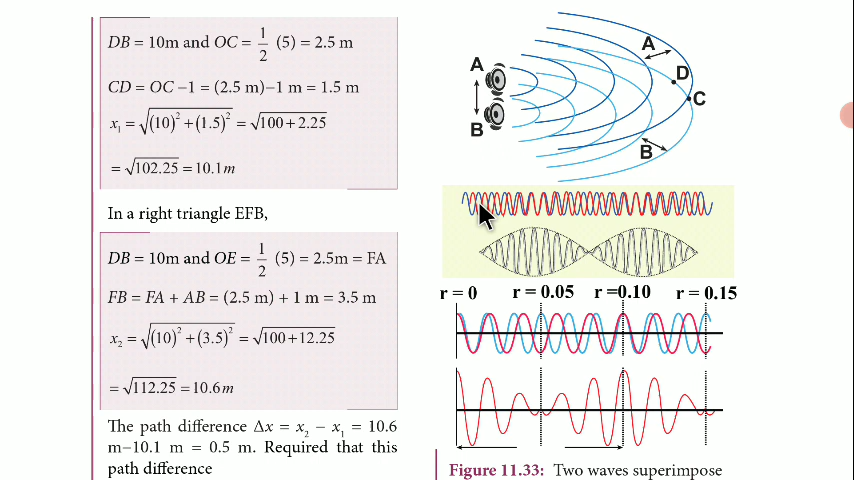 DB = 10m and OC = 1/2 (5) = 2.5 m
CD = OC −1 = (2.5 m)−1 m = 1.5 m
x₁ = √(10)² + (1.5)² = √100 + 2.25
= √102.25 = 10.1m
In a right triangle EFB,
DB = 10m and OE = 1/2 (5) = 2.5m = FA
FB = FA + AB = (2.5 m) + 1 m = 3.5 m
x₂ = √(10)² + (3.5)² = √100 + 12.25
= √112.25 = 10.6m
The path difference Δx = x₂ − x₁ = 10.6
m−10.1 m = 0.5 m. Required that this
path difference
A
A
D
C
B
B
r = 0 r = 0.05 r =0.10 r = 0.15
Figure 11.33: Two waves superimpose